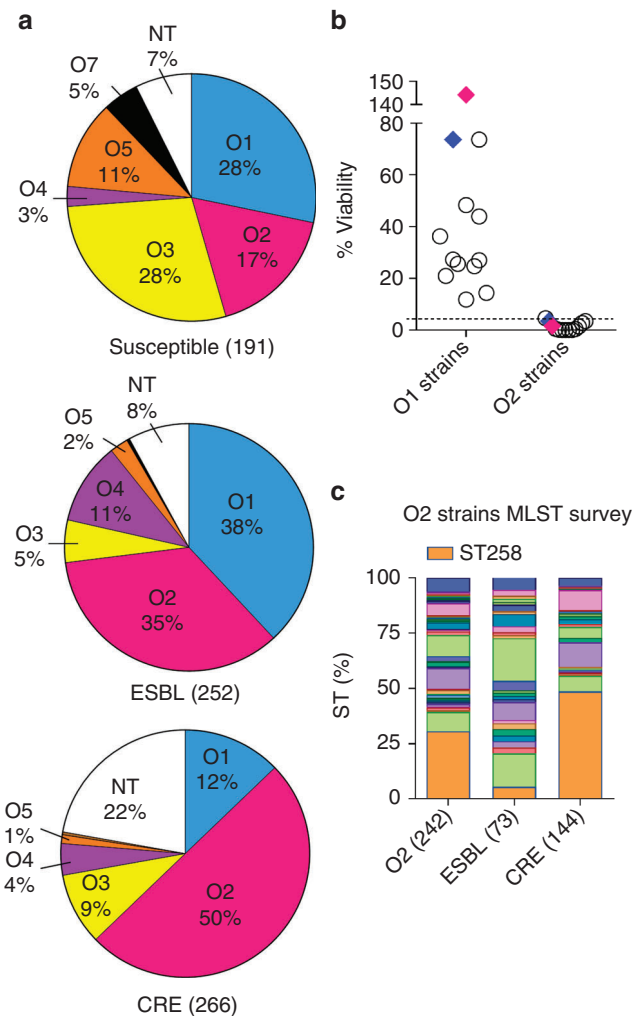 a
NT
7%
O7
5%
O1
28%
O5
11%
O4
3%
O2
17%
O3
28%
Susceptible (191)
NT
8%
O5
2%
O1
38%
O4
11%
O3
5%
O2
35%
ESBL (252)
O1
12%
NT
22%
O5
1%
O4
4%
O3
9%
O2
50%
CRE (266)
b
150
140
80
60
40
20
0
% Viability
O1 strains
O2 strains
c
O2 strains MLST survey
ST258
100
75
50
25
0
ST (%)
O2 (242)
ESBL (73)
CRE (144)